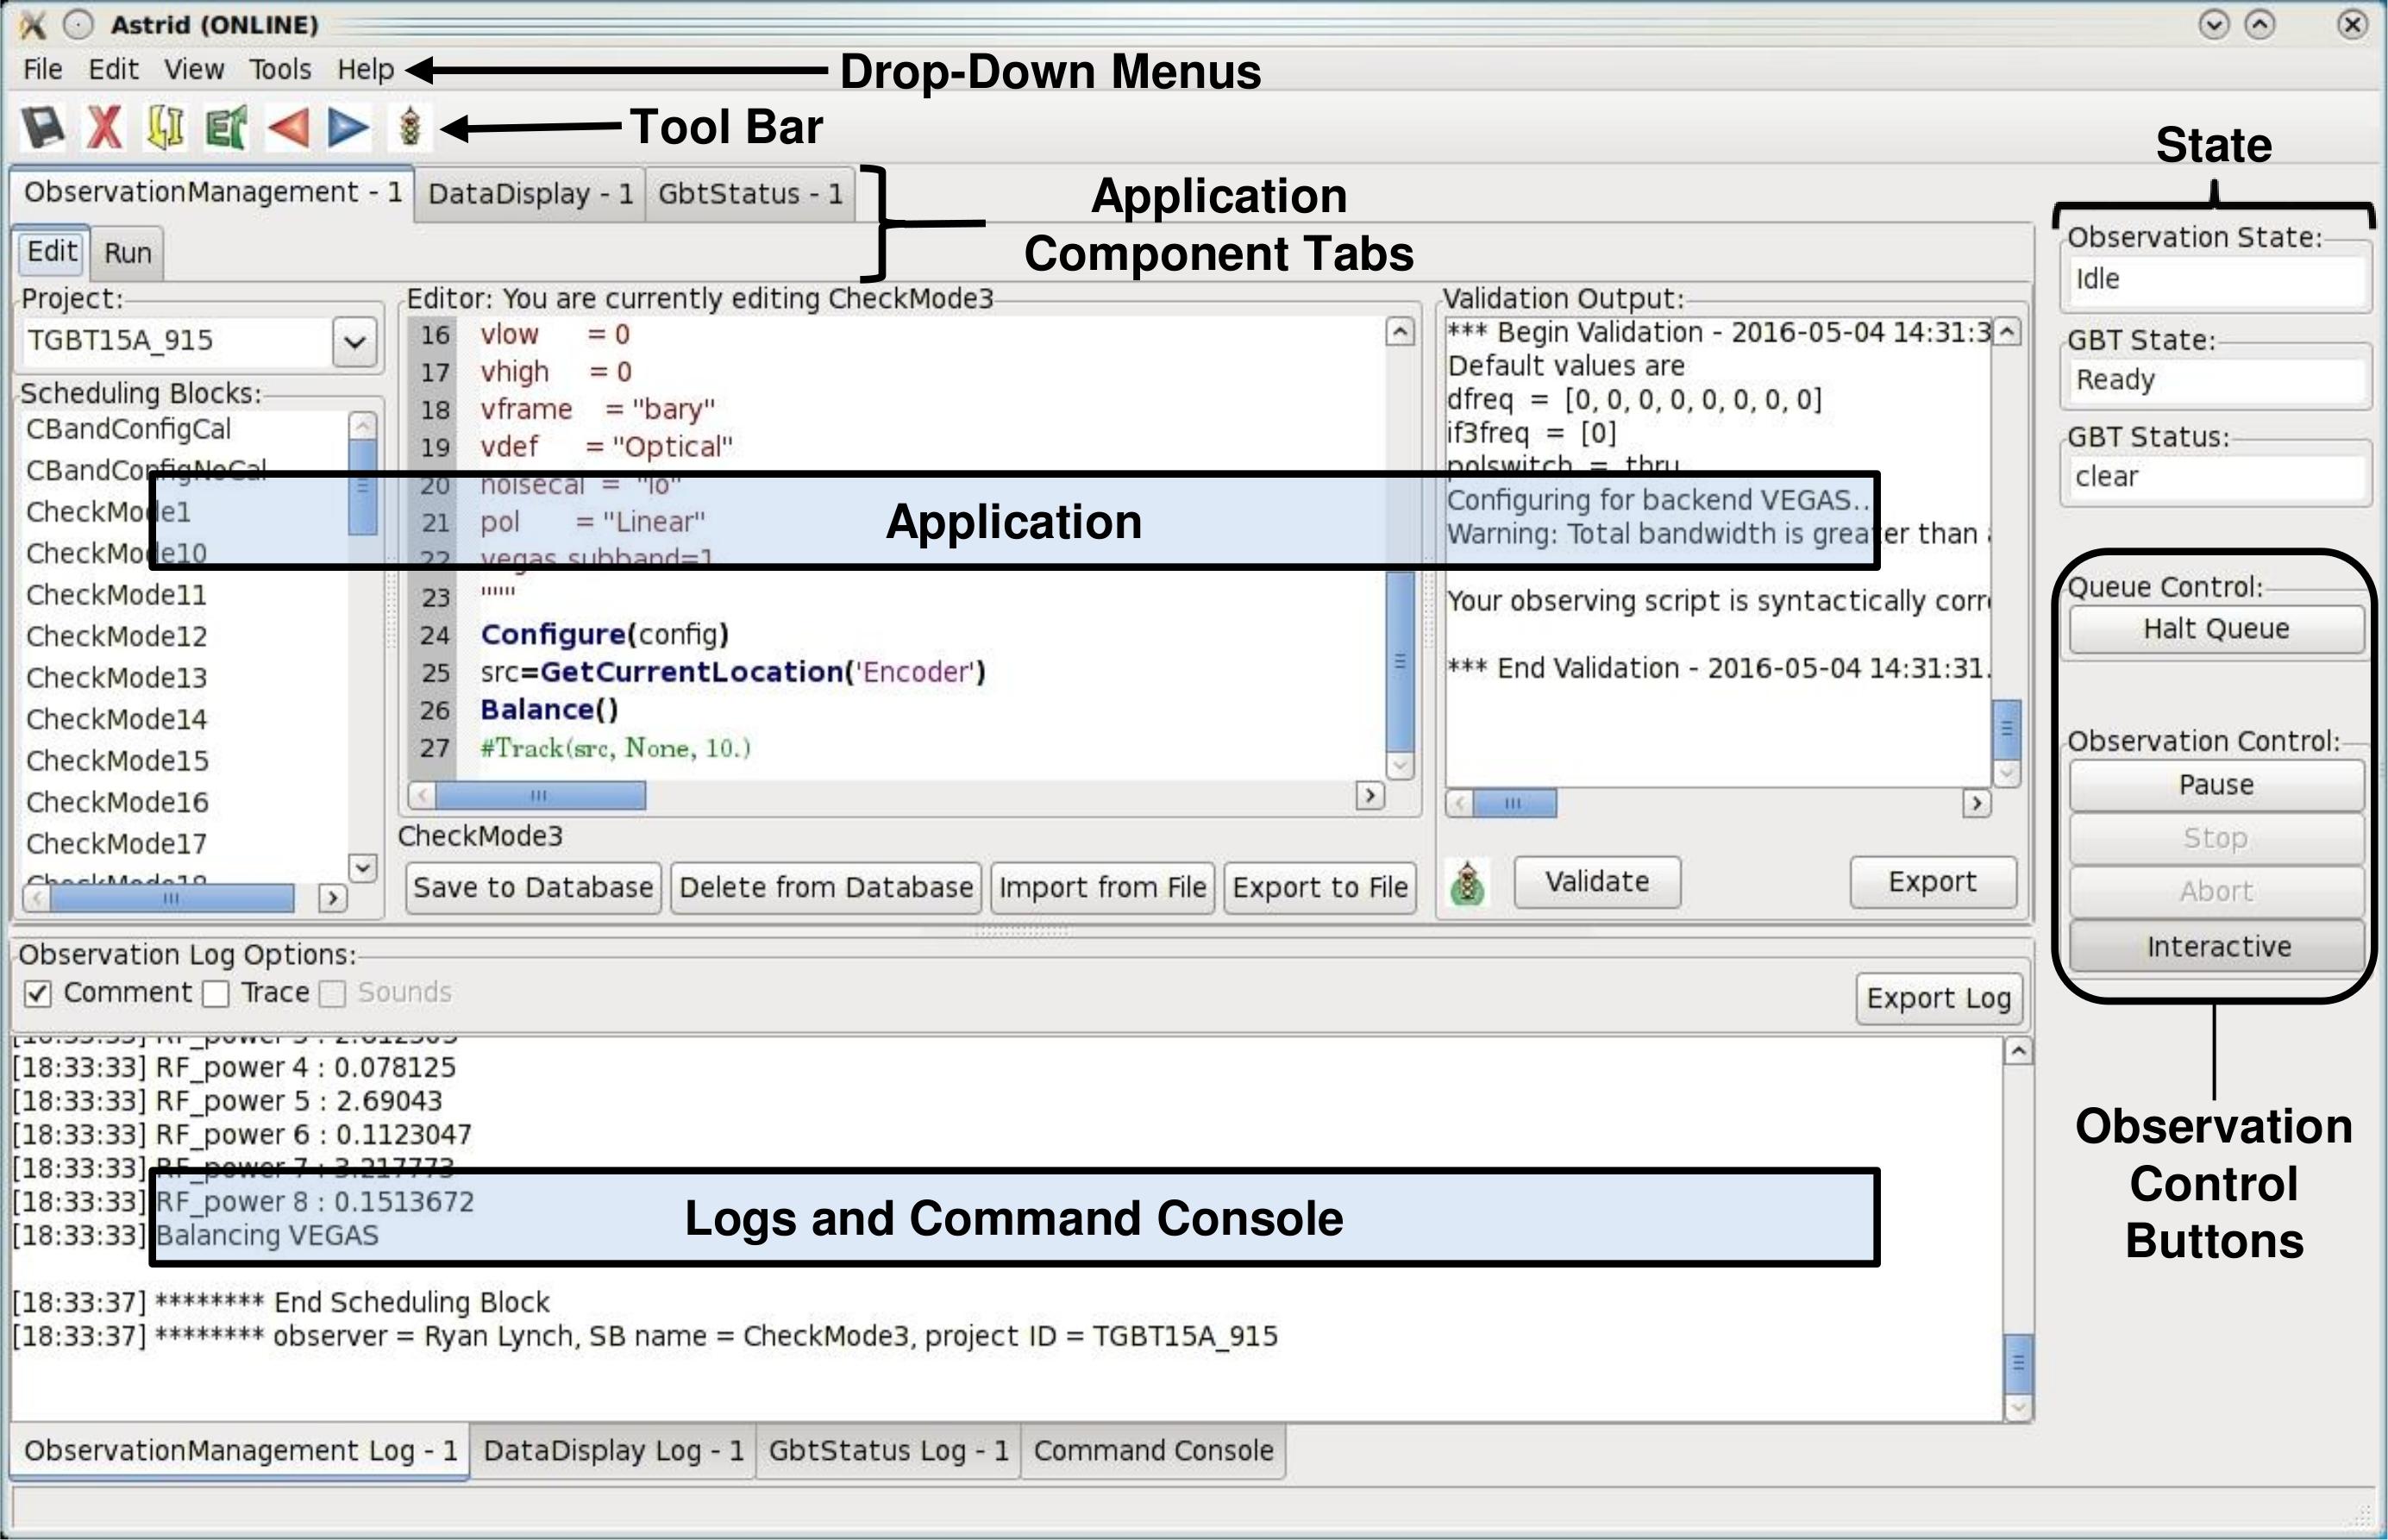 Astrid (ONLINE)
File Edit View Tools Help
Drop-Down Menus
Tool Bar
ObservationManagement - 1 DataDisplay - 1 GbtStatus - 1
Application
Component Tabs
Edit Run
State
Observation State:
Idle
GBT State:
Ready
GBT Status:
clear
Project:
TGBT15A_915
Scheduling Blocks:
CBandConfigCal
CBandConfigNoCal
CheckMode1
CheckMode10
CheckMode11
CheckMode12
CheckMode13
CheckMode14
CheckMode15
CheckMode16
CheckMode17
CheckMode18
Editor: You are currently editing CheckMode3
16 vlow = 0
17 vhigh = 0
18 vframe = "bary"
19 vdef = "Optical"
20 noisecal = "lo"
21 pol = "Linear"
22 vegas.subband=1
23 """
24 Configure(config)
25 src=GetCurrentLocation('Encoder')
26 Balance()
27 #Track(src, None, 10.)
CheckMode3
Save to Database Delete from Database Import from File Export to File
Validation Output:
*** Begin Validation - 2016-05-04 14:31:3
Default values are
dfreq = [0, 0, 0, 0, 0, 0, 0, 0]
if3freq = [0]
polswitch = thru
Configuring for backend VEGAS..
Warning: Total bandwidth is greater than
Your observing script is syntactically corr
*** End Validation - 2016-05-04 14:31:31.
Validate Export
Application
Queue Control:
Halt Queue
Observation Control:
Pause
Stop
Abort
Interactive
Observation
Control
Buttons
Observation Log Options:
Comment Trace Sounds
Export Log
[18:33:33] RF_power 3 : 2.612305
[18:33:33] RF_power 4 : 0.078125
[18:33:33] RF_power 5 : 2.69043
[18:33:33] RF_power 6 : 0.1123047
[18:33:33] RF_power 7 : 3.217773
[18:33:33] RF_power 8 : 0.1513672
[18:33:33] Balancing VEGAS
Logs and Command Console
[18:33:37] ******** End Scheduling Block
[18:33:37] ******** observer = Ryan Lynch, SB name = CheckMode3, project ID = TGBT15A_915
ObservationManagement Log - 1 DataDisplay Log - 1 GbtStatus Log - 1 Command Console